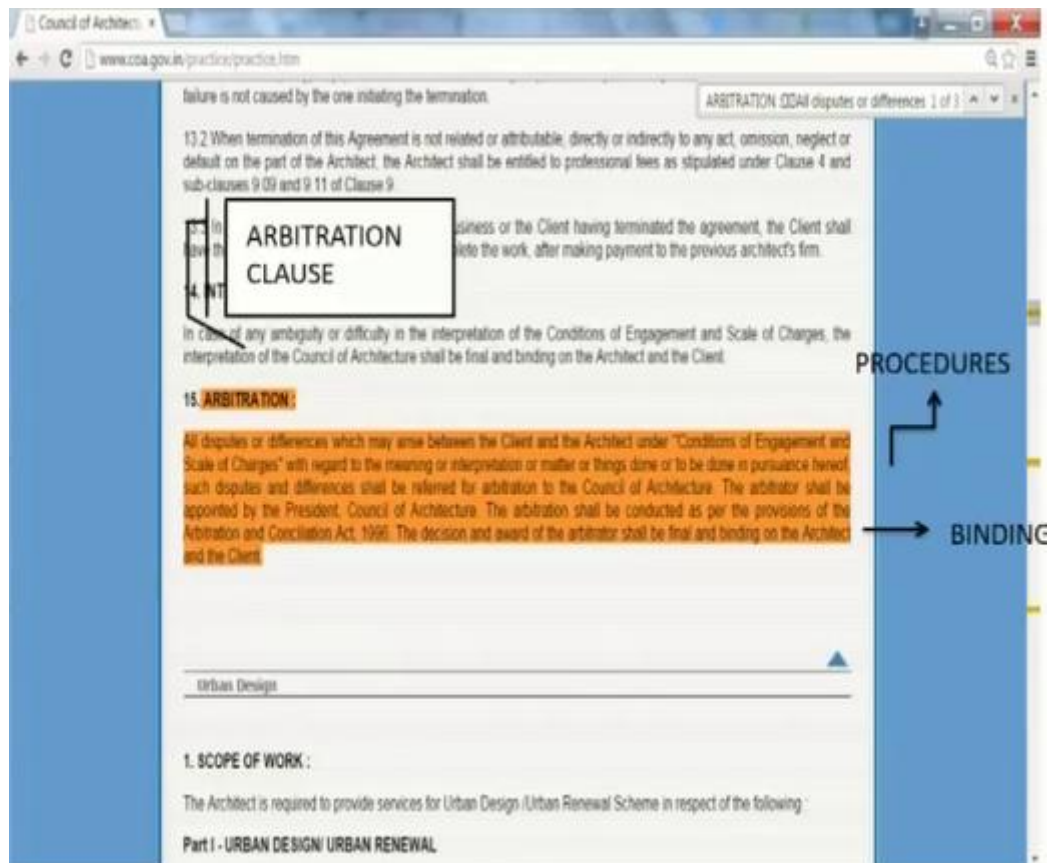 Council of Architect
www.coa.gov.in/practice/practice.htm
ARBITRATION : All disputes or differences 1 of 3
failure is not caused by the one initiating the termination.
13.2 When termination of this Agreement is not related or attributable, directly or indirectly to any act, omission, neglect or
default on the part of the Architect, the Architect shall be entitled to professional fees as stipulated under Clause 4 and
sub-clauses 9.09 and 9.11 of Clause 9.
In
usiness or the Client having terminated the agreement, the Client shall
lete the work, after making payment to the previous architect's firm.
ARBITRATION
CLAUSE
14. INT
In case of any ambiguity or difficulty in the interpretation of the Conditions of Engagement and Scale of Charges, the
interpretation of the Council of Architecture shall be final and binding on the Architect and the Client.
PROCEDURES
15. ARBITRATION :
All disputes or differences which may arise between the Client and the Architect under "Conditions of Engagement and
Scale of Charges" with regard to the meaning or interpretation or matter or things done or to be done in pursuance hereof,
such disputes and differences shall be referred for arbitration to the Council of Architecture. The arbitrator shall be
appointed by the President, Council of Architecture. The arbitration shall be conducted as per the provisions of the
Arbitration and Conciliation Act, 1996. The decision and award of the arbitrator shall be final and binding on the Architect
and the Client.
BINDING
Urban Design
1. SCOPE OF WORK :
The Architect is required to provide services for Urban Design /Urban Renewal Scheme in respect of the following :
Part I - URBAN DESIGN/ URBAN RENEWAL